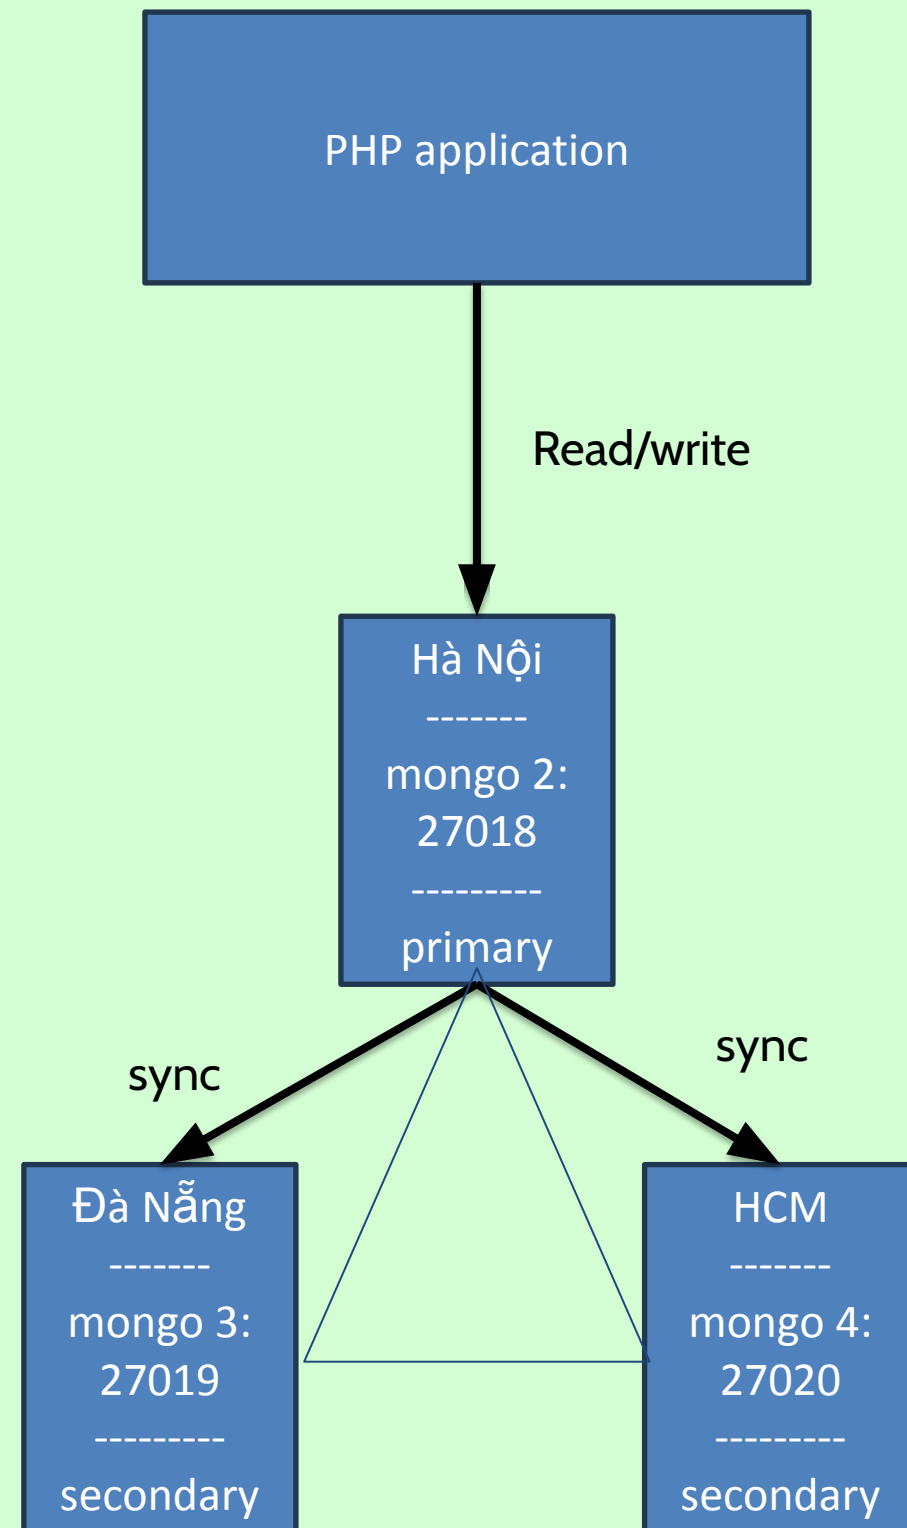 PHP application
Read/write
Hà Nội
-------
mongo 2:
27018
---------
primary
sync
sync
Đà Nẵng
-------
mongo 3:
27019
---------
secondary
HCM
-------
mongo 4:
27020
---------
secondary